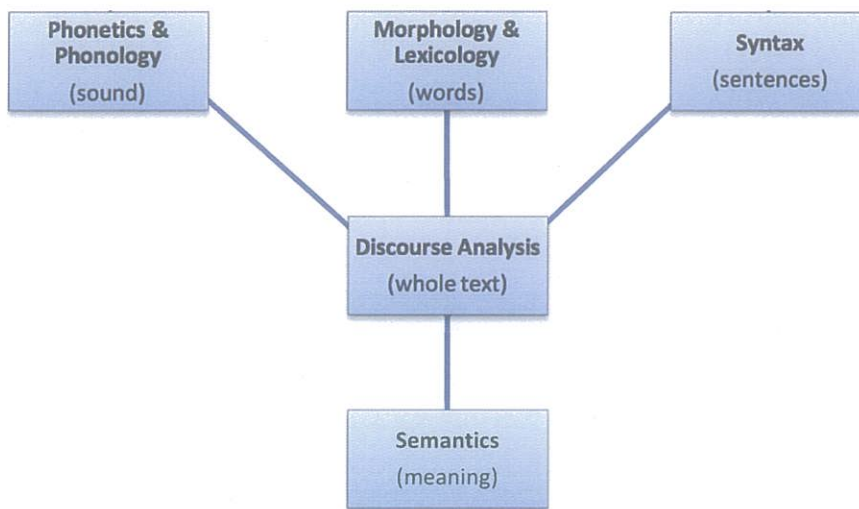 Phonetics &
Phonology
(sound)
Morphology &
Lexicology
(words)
Syntax
(sentences)
Discourse Analysis
(whole text)
Semantics
(meaning)